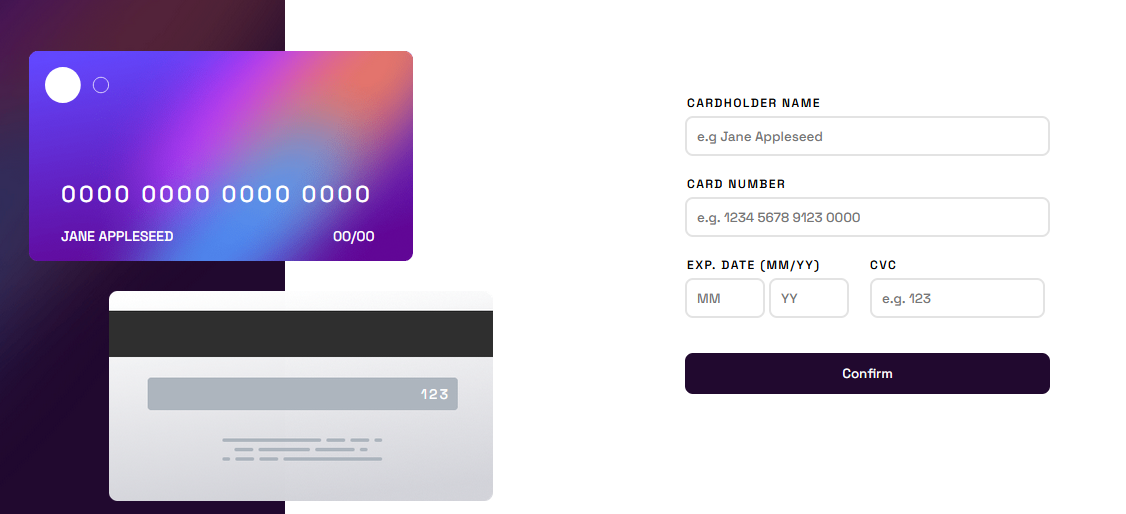 0000 0000 0000 0000
JANE APPLESEED 00/00
123
CARDHOLDER NAME
e.g Jane Appleseed
CARD NUMBER
e.g. 1234 5678 9123 0000
EXP. DATE (MM/YY) CVC
MM YY e.g. 123
Confirm